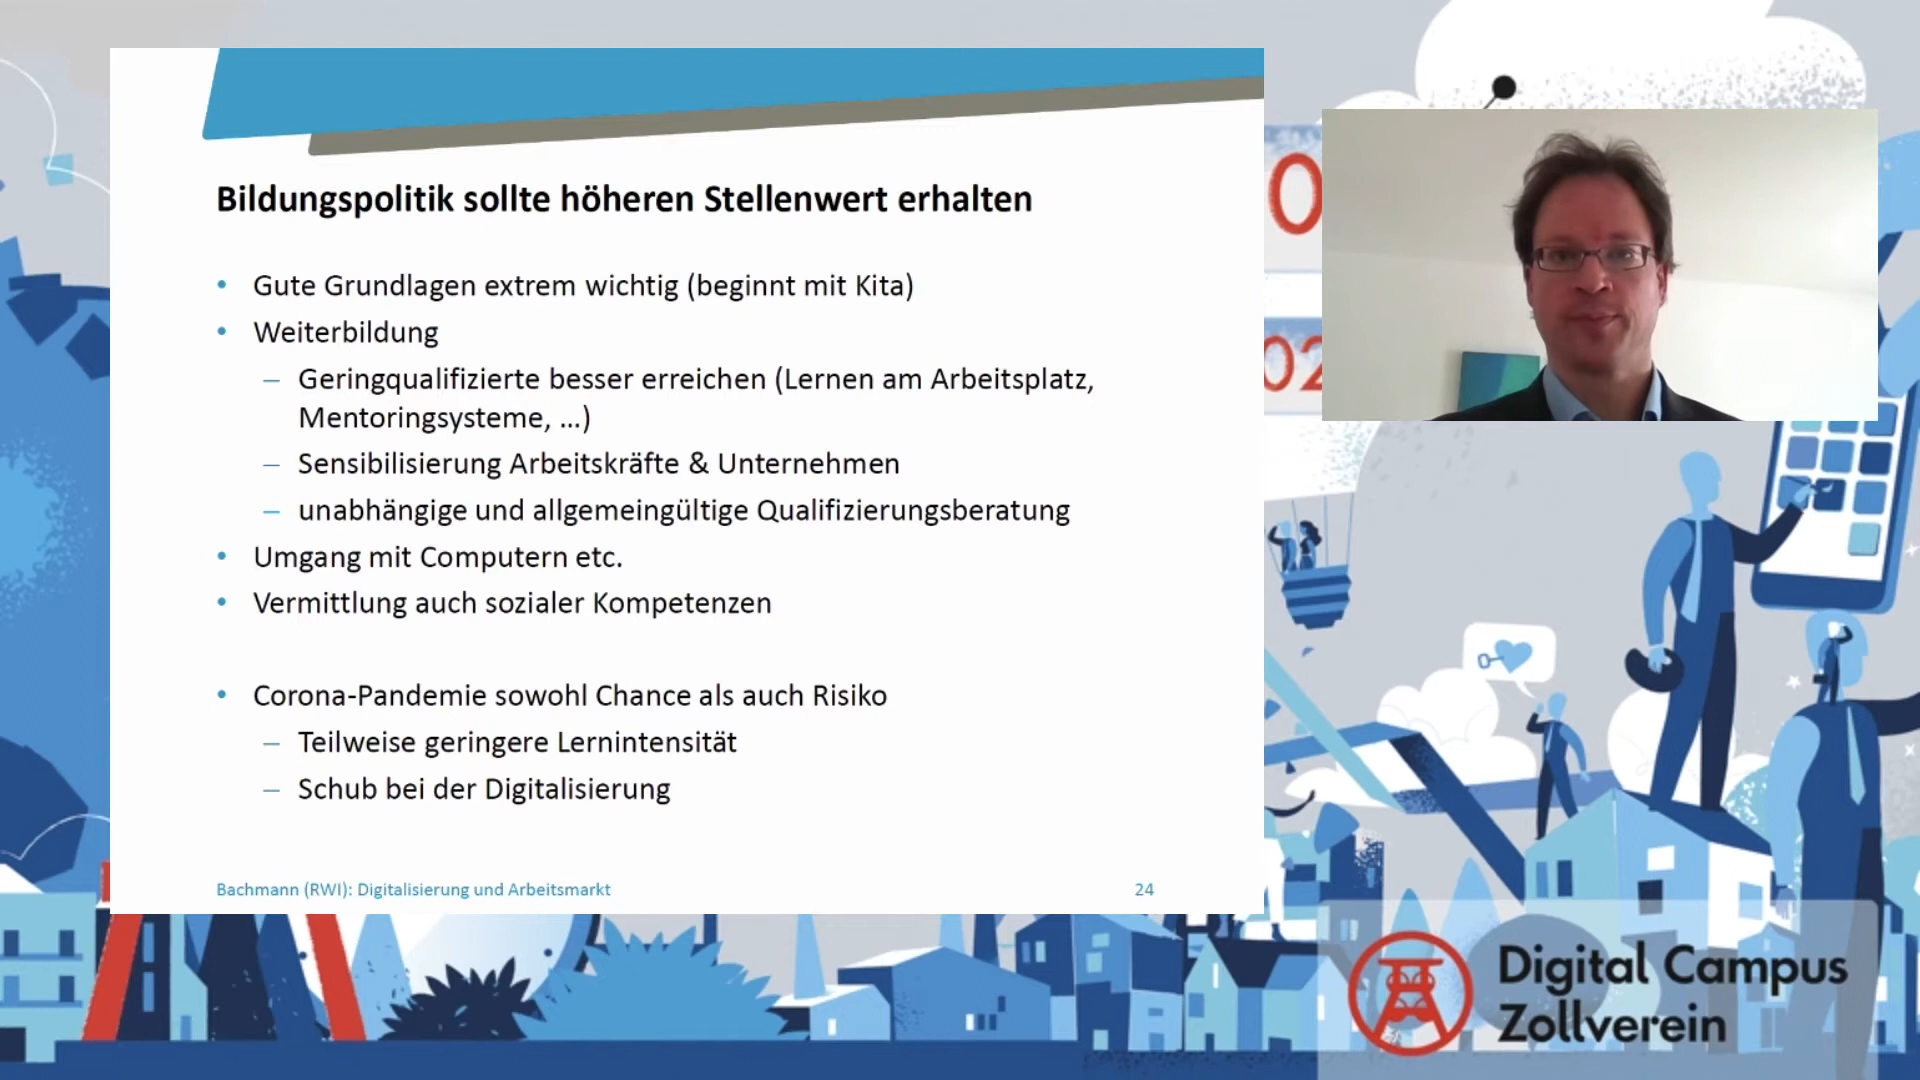 Bildungspolitik sollte höheren Stellenwert erhalten
• Gute Grundlagen extrem wichtig (beginnt mit Kita)
• Weiterbildung
– Geringqualifizierte besser erreichen (Lernen am Arbeitsplatz,
Mentoringsysteme, ...)
– Sensibilisierung Arbeitskräfte & Unternehmen
– unabhängige und allgemeingültige Qualifizierungsberatung
• Umgang mit Computern etc.
• Vermittlung auch sozialer Kompetenzen
• Corona-Pandemie sowohl Chance als auch Risiko
– Teilweise geringere Lernintensität
– Schub bei der Digitalisierung
Bachmann (RWI): Digitalisierung und Arbeitsmarkt 24
Digital Campus
Zollverein